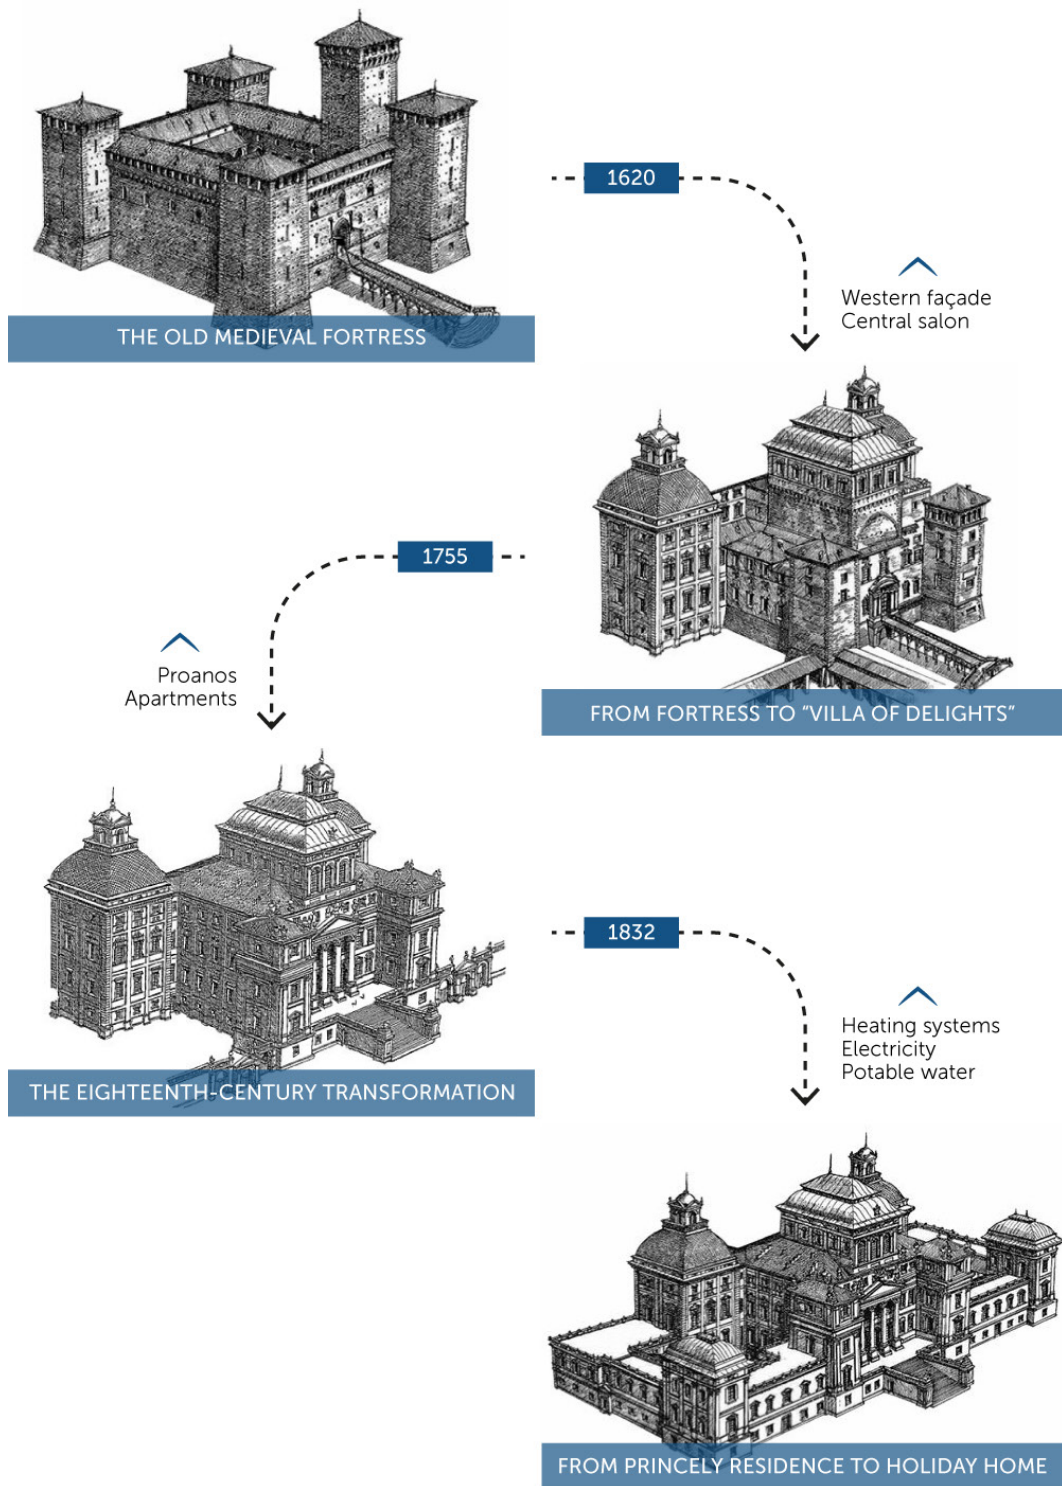 THE OLD MEDIEVAL FORTRESS
1620
Western façade
Central salon
FROM FORTRESS TO “VILLA OF DELIGHTS”
1755
Proanos
Apartments
THE EIGHTEENTH-CENTURY TRANSFORMATION
1832
Heating systems
Electricity
Potable water
FROM PRINCELY RESIDENCE TO HOLIDAY HOME